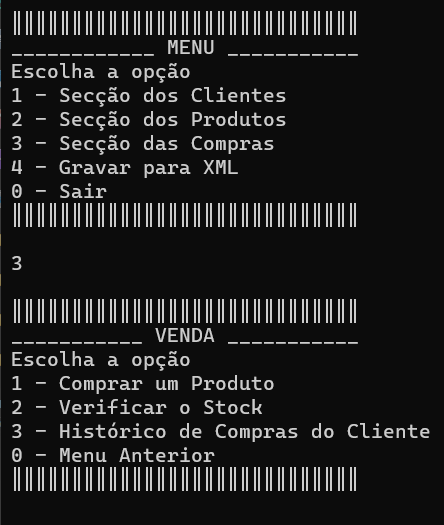 ‖‖‖‖‖‖‖‖‖‖‖‖‖‖‖‖‖‖‖‖‖‖‖‖‖‖‖‖‖
____________ MENU ___________
Escolha a opção
1 - Secção dos Clientes
2 - Secção dos Produtos
3 - Secção das Compras
4 - Gravar para XML
0 - Sair
‖‖‖‖‖‖‖‖‖‖‖‖‖‖‖‖‖‖‖‖‖‖‖‖‖‖‖‖‖
3
‖‖‖‖‖‖‖‖‖‖‖‖‖‖‖‖‖‖‖‖‖‖‖‖‖‖‖‖‖
___________ VENDA ___________
Escolha a opção
1 - Comprar um Produto
2 - Verificar o Stock
3 - Histórico de Compras do Cliente
0 - Menu Anterior
‖‖‖‖‖‖‖‖‖‖‖‖‖‖‖‖‖‖‖‖‖‖‖‖‖‖‖‖‖